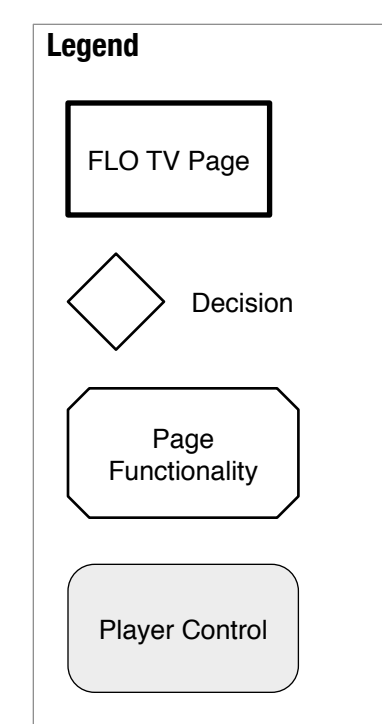 Legend
FLO TV Page
Decision
Page
Functionality
Player Control